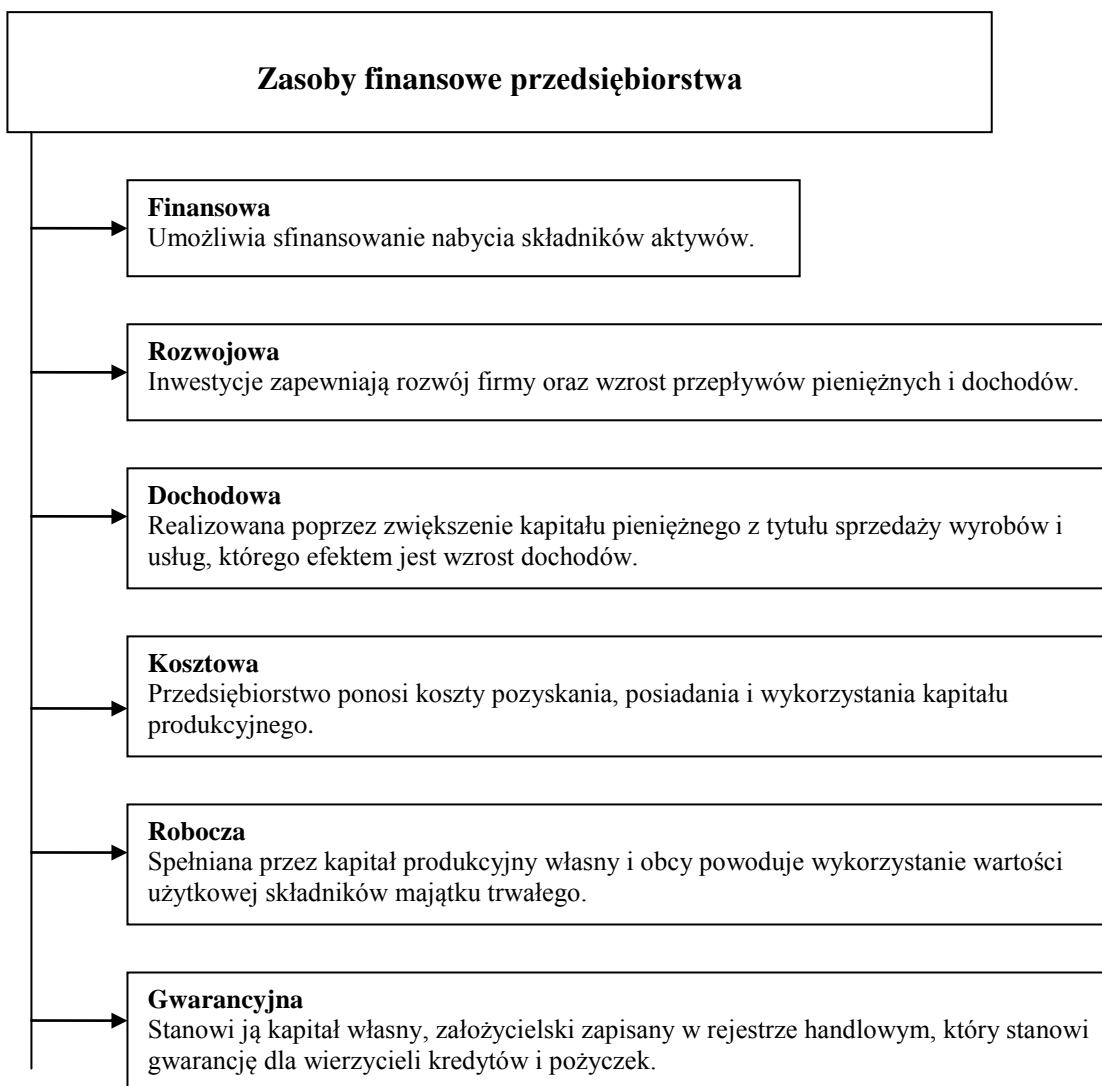 Zasoby finansowe przedsiębiorstwa
Finansowa
Umożliwia sfinansowanie nabycia składników aktywów.
Rozwojowa
Inwestycje zapewniają rozwój firmy oraz wzrost przepływów pieniężnych i dochodów.
Dochodowa
Realizowana poprzez zwiększenie kapitału pieniężnego z tytułu sprzedaży wyrobów i
usług, którego efektem jest wzrost dochodów.
Kosztowa
Przedsiębiorstwo ponosi koszty pozyskania, posiadania i wykorzystania kapitału
produkcyjnego.
Robocza
Spełniana przez kapitał produkcyjny własny i obcy powoduje wykorzystanie wartości
użytkowej składników majątku trwałego.
Gwarancyjna
Stanowi ją kapitał własny, założycielski zapisany w rejestrze handlowym, który stanowi
gwarancję dla wierzycieli kredytów i pożyczek.